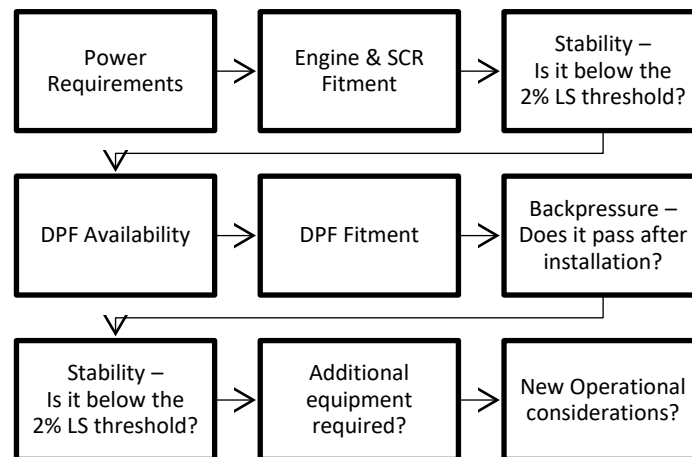 Power
Requirements
Engine & SCR
Fitment
Stability –
Is it below the
2% LS threshold?
DPF Availability
DPF Fitment
Backpressure –
Does it pass after
installation?
Stability –
Is it below the
2% LS threshold?
Additional
equipment
required?
New Operational
considerations?